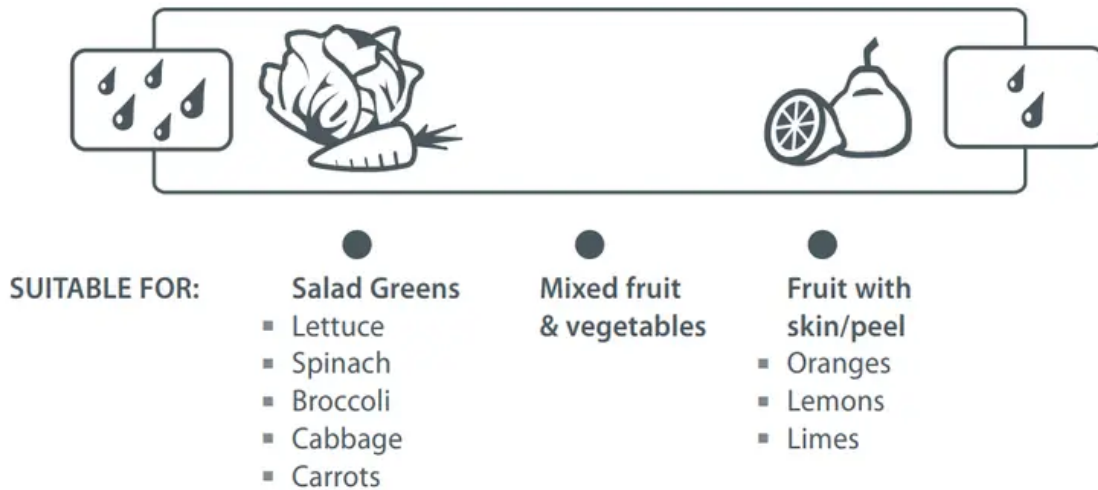 SUITABLE FOR:
Salad Greens
▪ Lettuce
▪ Spinach
▪ Broccoli
▪ Cabbage
▪ Carrots
Mixed fruit
& vegetables
Fruit with
skin/peel
▪ Oranges
▪ Lemons
▪ Limes